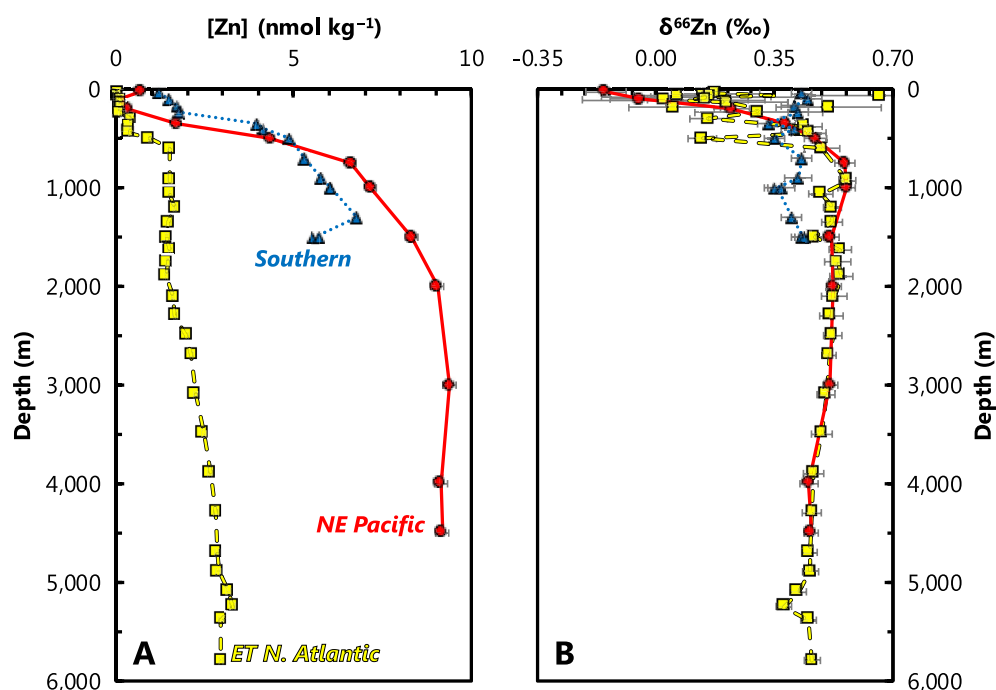 [Zn] (nmol kg⁻¹)
δ⁶⁶Zn (‰)
0 5 10
-0.35 0.00 0.35 0.70
0 0
1,000 1,000
2,000 2,000
3,000 3,000
4,000 4,000
5,000 5,000
6,000 6,000
Depth (m)
Depth (m)
Southern
NE Pacific
ET N. Atlantic
A
B